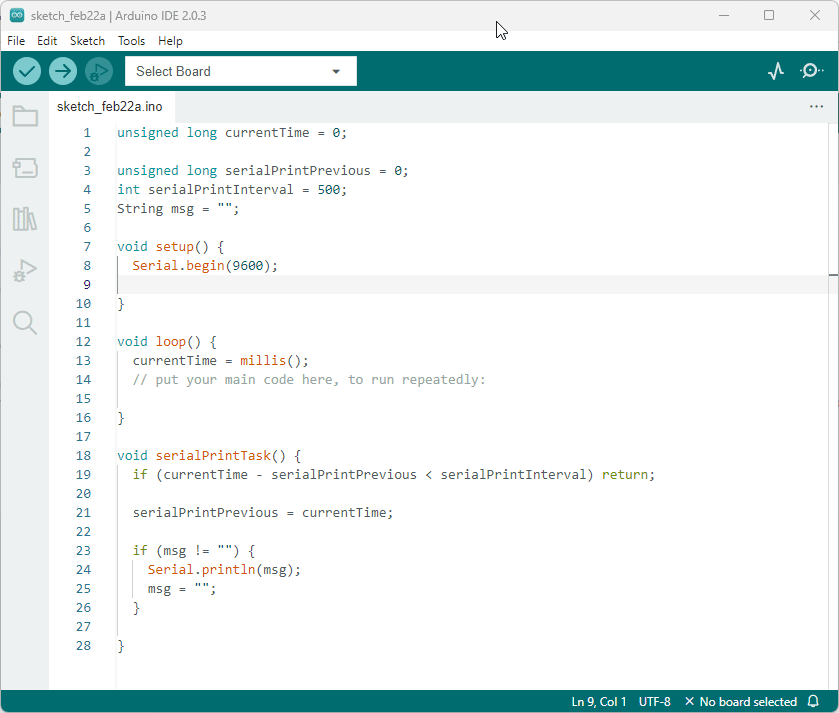 sketch_feb22a | Arduino IDE 2.0.3
File Edit Sketch Tools Help
Select Board
sketch_feb22a.ino
1 unsigned long currentTime = 0;
2
3 unsigned long serialPrintPrevious = 0;
4 int serialPrintInterval = 500;
5 String msg = "";
6
7 void setup() {
8   Serial.begin(9600);
9
10 }
11
12 void loop() {
13   currentTime = millis();
14   // put your main code here, to run repeatedly:
15
16 }
17
18 void serialPrintTask() {
19   if (currentTime - serialPrintPrevious < serialPrintInterval) return;
20
21   serialPrintPrevious = currentTime;
22
23   if (msg != "") {
24     Serial.println(msg);
25     msg = "";
26   }
27
28 }
Ln 9, Col 1 UTF-8 × No board selected